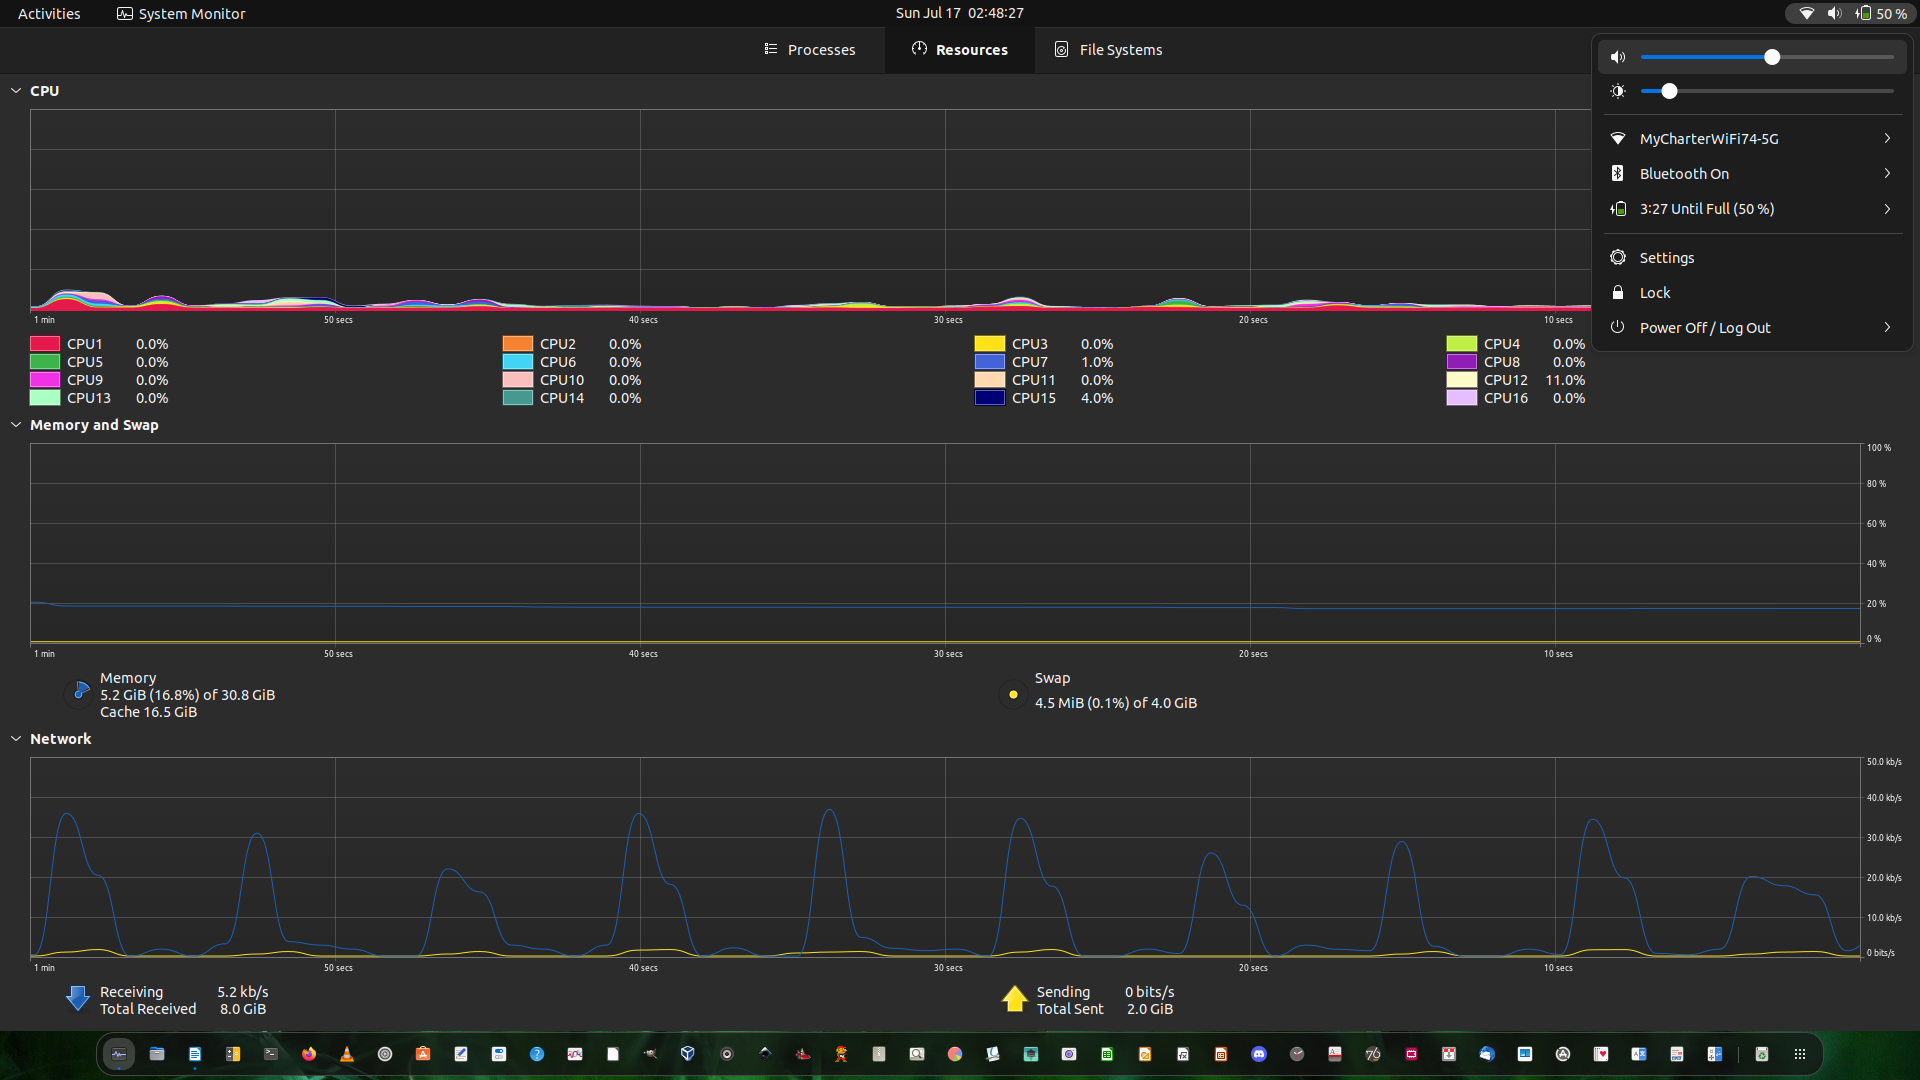 Activities
System Monitor
Sun Jul 17  02:48:27
50 %
Processes
Resources
File Systems
MyCharterWiFi74-5G
Bluetooth On
3:27 Until Full (50 %)
Settings
Lock
Power Off / Log Out
CPU
1 min
50 secs
40 secs
30 secs
20 secs
10 secs
CPU1 0.0%
CPU2 0.0%
CPU3 0.0%
CPU4 0.0%
CPU5 0.0%
CPU6 0.0%
CPU7 1.0%
CPU8 0.0%
CPU9 0.0%
CPU10 0.0%
CPU11 0.0%
CPU12 11.0%
CPU13 0.0%
CPU14 0.0%
CPU15 4.0%
CPU16 0.0%
Memory and Swap
100 %
80 %
60 %
40 %
20 %
0 %
1 min
50 secs
40 secs
30 secs
20 secs
10 secs
Memory
5.2 GiB (16.8%) of 30.8 GiB
Cache 16.5 GiB
Swap
4.5 MiB (0.1%) of 4.0 GiB
Network
50.0 kb/s
40.0 kb/s
30.0 kb/s
20.0 kb/s
10.0 kb/s
0 bits/s
1 min
50 secs
40 secs
30 secs
20 secs
10 secs
Receiving 5.2 kb/s
Total Received 8.0 GiB
Sending 0 bits/s
Total Sent 2.0 GiB
76